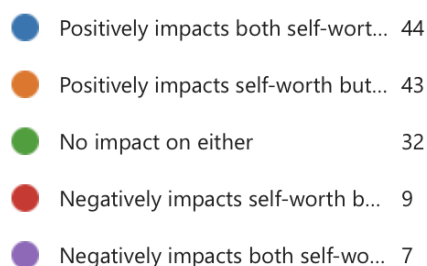 Positively impacts both self-wort... 44
Positively impacts self-worth but... 43
No impact on either 32
Negatively impacts self-worth b... 9
Negatively impacts both self-wo... 7